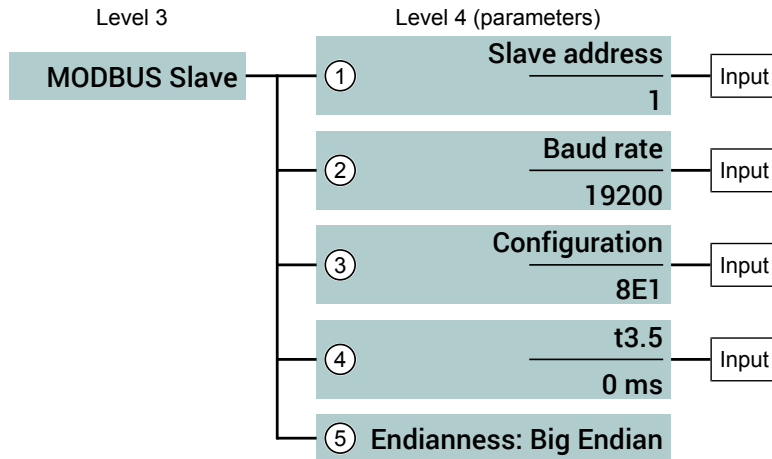 Level 3
Level 4 (parameters)
MODBUS Slave
1
Slave address
1
Input
2
Baud rate
19200
Input
3
Configuration
8E1
Input
4
t3.5
0 ms
Input
5
Endianness: Big Endian